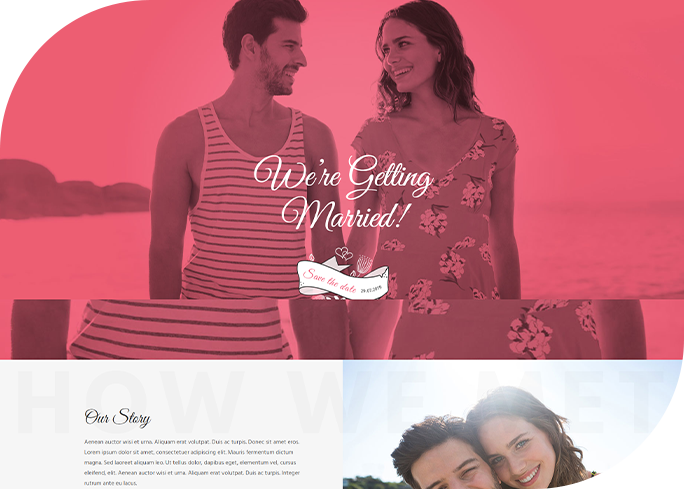 We're Getting
Married!
Save the date 29.03.2018
HOW WE MET
Our Story
Aenean auctor wisi et urna. Aliquam erat volutpat. Duis ac turpis. Donec sit amet eros.
Lorem ipsum dolor sit amet, consectetuer adipiscing elit. Mauris fermentum dictum
magna. Sed laoreet aliquam leo. Ut tellus dolor, dapibus eget, elementum vel, cursus
eleifend, elit. Aenean auctor wisi et urna. Aliquam erat volutpat. Duis ac turpis. Integer
rutrum ante eu lacus.